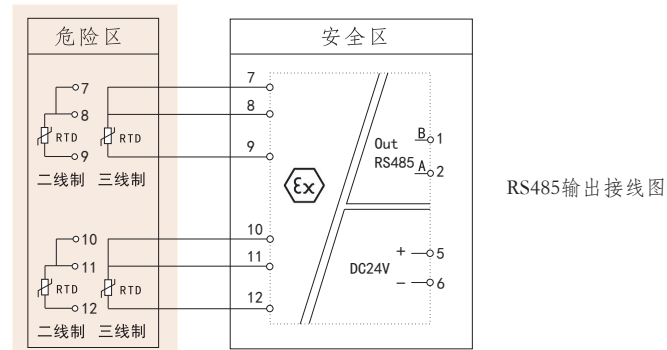 危险区
7
8
RTD
9
二线制
RTD
三线制
10
11
RTD
12
二线制
RTD
三线制
安全区
7
8
9
10
11
12
Ex
Out
RS485
B 1
A 2
DC24V
+ 5
− 6
RS485输出接线图